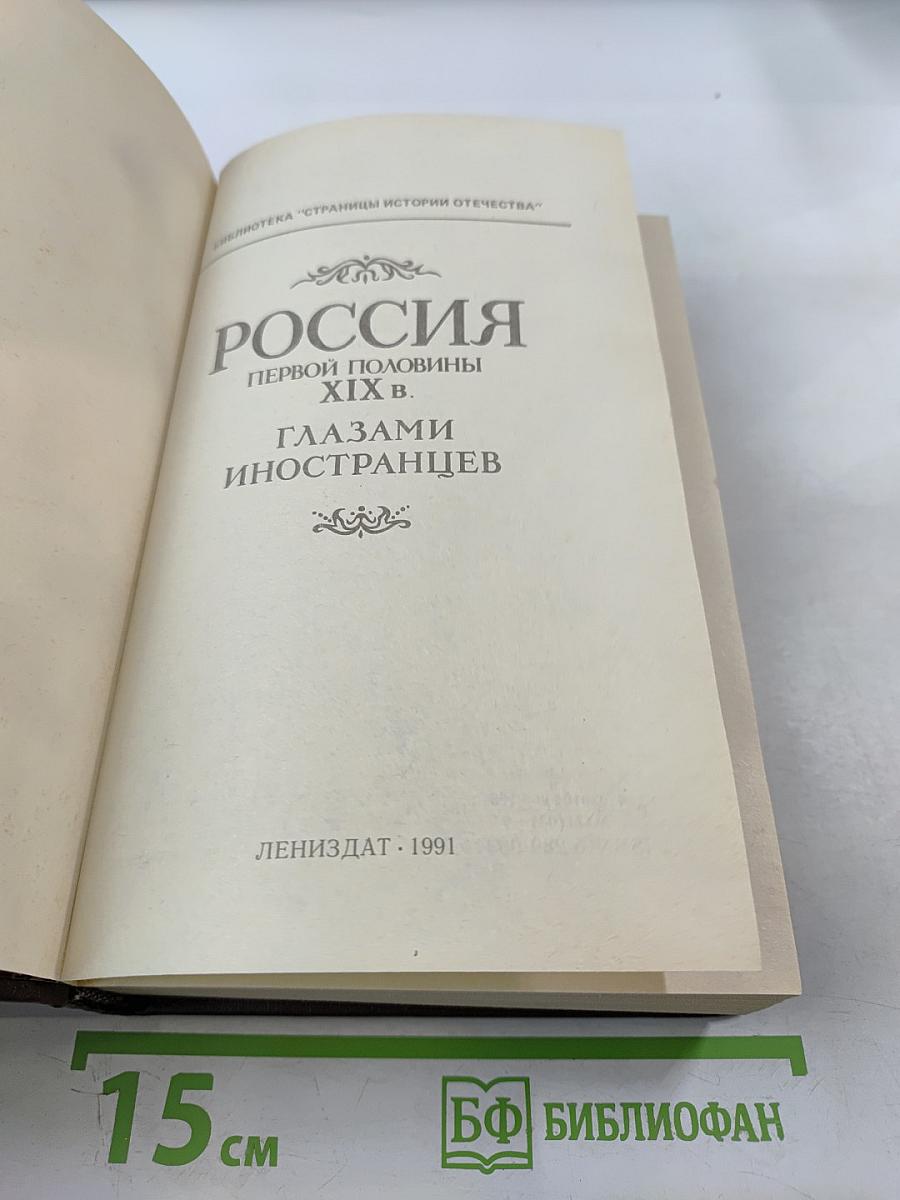 БИБЛИОТЕКА "СТРАНИЦЫ ИСТОРИИ ОТЕЧЕСТВА"
РОССИЯ
ПЕРВОЙ ПОЛОВИНЫ
XIX в.
ГЛАЗАМИ
ИНОСТРАНЦЕВ
ЛЕНИЗДАТ · 1991
15 см
БФ БИБЛИОФАН